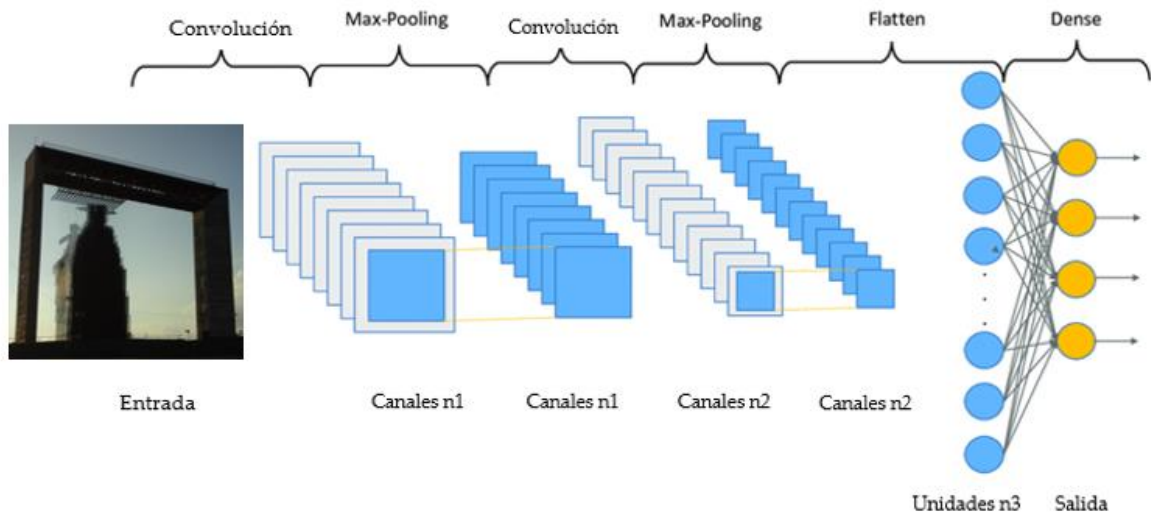 Convolución Max-Pooling Convolución Max-Pooling Flatten Dense
Entrada Canales n1 Canales n1 Canales n2 Canales n2
Unidades n3 Salida